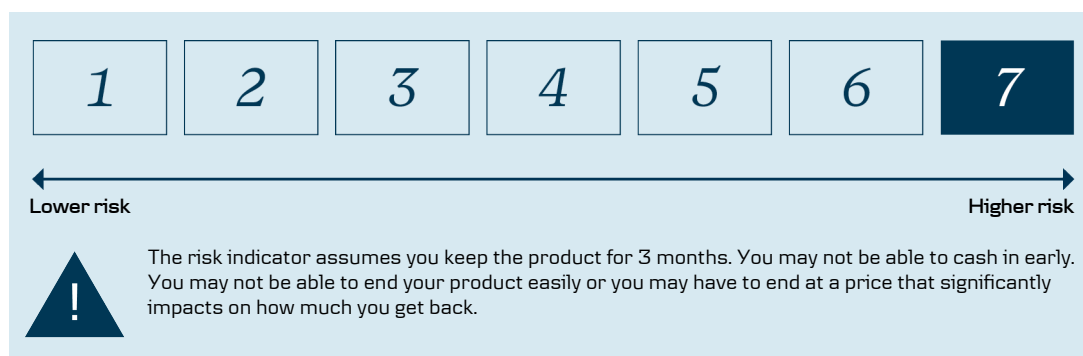 1 2 3 4 5 6 7
Lower risk Higher risk
The risk indicator assumes you keep the product for 3 months. You may not be able to cash in early.
You may not be able to end your product easily or you may have to end at a price that significantly
impacts on how much you get back.
!